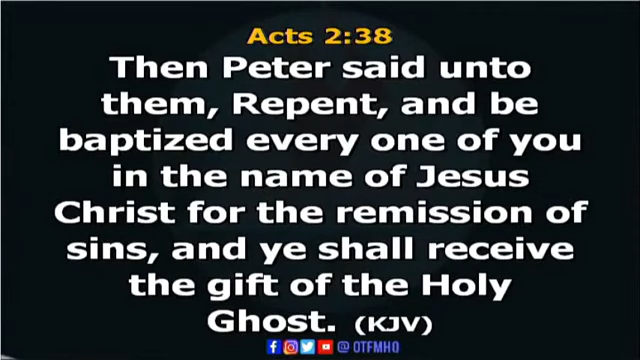 Acts 2:38
Then Peter said unto
them, Repent, and be
baptized every one of you
in the name of Jesus
Christ for the remission of
sins, and ye shall receive
the gift of the Holy
Ghost. (KJV)
@ OTFMHQ